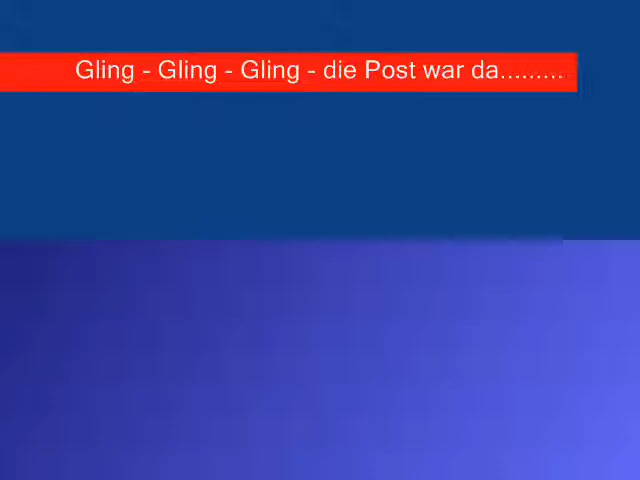 Gling - Gling - Gling - die Post war da.........